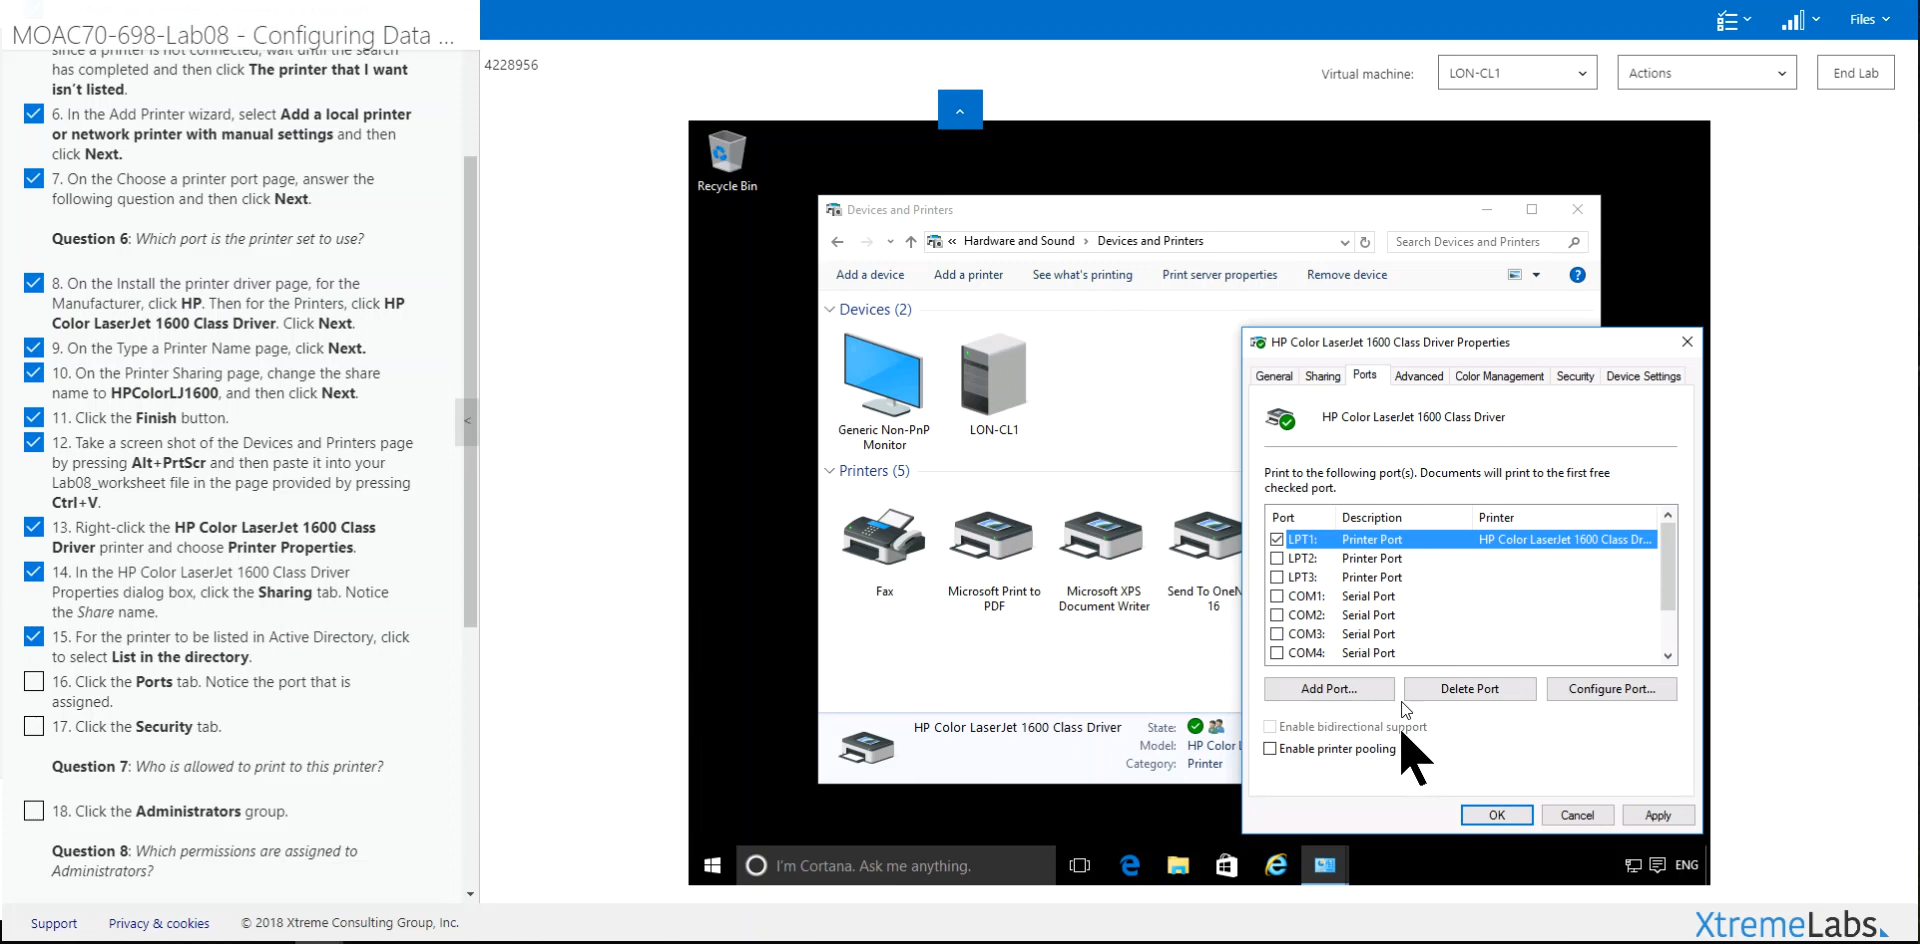 MOAC70-698-Lab08 - Configuring Data ...
since a printer is not connected, wait until the search
has completed and then click The printer that I want
isn't listed.
6. In the Add Printer wizard, select Add a local printer
or network printer with manual settings and then
click Next.
7. On the Choose a printer port page, answer the
following question and then click Next.
Question 6: Which port is the printer set to use?
8. On the Install the printer driver page, for the
Manufacturer, click HP. Then for the Printers, click HP
Color LaserJet 1600 Class Driver. Click Next.
9. On the Type a Printer Name page, click Next.
10. On the Printer Sharing page, change the share
name to HPColorLJ1600, and then click Next.
11. Click the Finish button.
12. Take a screen shot of the Devices and Printers page
by pressing Alt+PrtScr and then paste it into your
Lab08_worksheet file in the page provided by pressing
Ctrl+V.
13. Right-click the HP Color LaserJet 1600 Class
Driver printer and choose Printer Properties.
14. In the HP Color LaserJet 1600 Class Driver
Properties dialog box, click the Sharing tab. Notice
the Share name.
15. For the printer to be listed in Active Directory, click
to select List in the directory.
16. Click the Ports tab. Notice the port that is
assigned.
17. Click the Security tab.
Question 7: Who is allowed to print to this printer?
18. Click the Administrators group.
Question 8: Which permissions are assigned to
Administrators?
<
Support Privacy & cookies © 2018 Xtreme Consulting Group, Inc.
Files
4228956
Virtual machine: LON-CL1 Actions End Lab
Recycle Bin
Devices and Printers
« Hardware and Sound › Devices and Printers
Search Devices and Printers
Add a device Add a printer See what's printing Print server properties Remove device
?
Devices (2)
Generic Non-PnP
Monitor
LON-CL1
Printers (5)
Fax
Microsoft Print to
PDF
Microsoft XPS
Document Writer
Send To OneN
16
HP Color LaserJet 1600 Class Driver
State:
Model: HP Color L
Category: Printer
HP Color LaserJet 1600 Class Driver Properties
General Sharing Ports Advanced Color Management Security Device Settings
HP Color LaserJet 1600 Class Driver
Print to the following port(s). Documents will print to the first free
checked port.
Port Description Printer
LPT1: Printer Port HP Color LaserJet 1600 Class Dr...
LPT2: Printer Port
LPT3: Printer Port
COM1: Serial Port
COM2: Serial Port
COM3: Serial Port
COM4: Serial Port
Add Port... Delete Port Configure Port...
Enable bidirectional support
Enable printer pooling
OK Cancel Apply
I'm Cortana. Ask me anything.
ENG
XtremeLabs